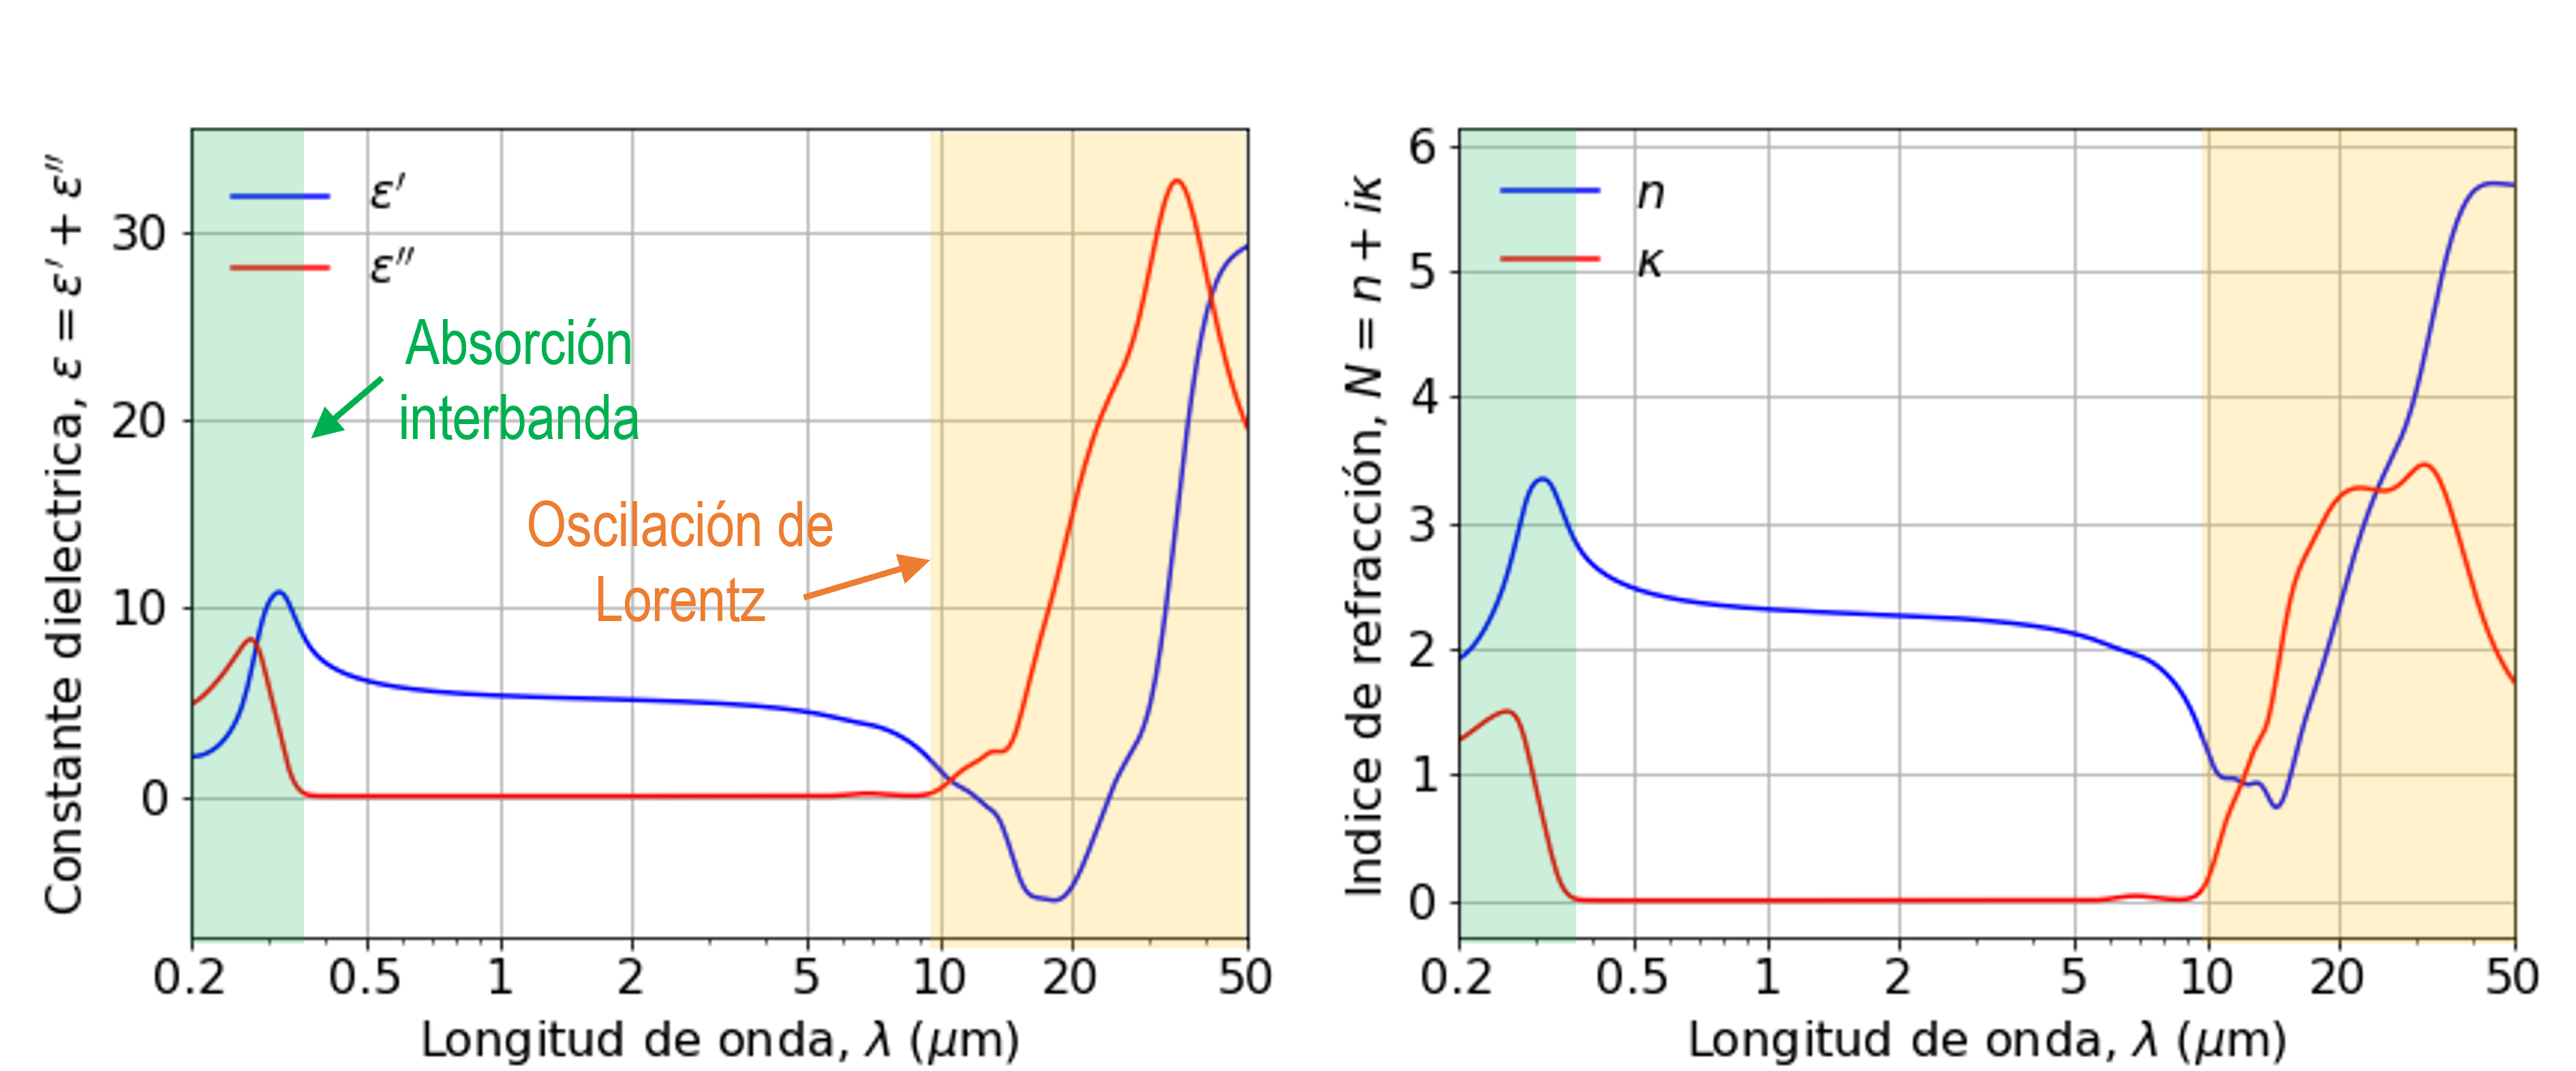 Constante dielectrica, ε = ε′ + ε″
30
20
10
0
ε′
ε″
Absorción
interbanda
Oscilación de
Lorentz
0.2 0.5 1 2 5 10 20 50
Longitud de onda, λ (μm)
Indice de refracción, N = n + iκ
6
5
4
3
2
1
0
n
κ
0.2 0.5 1 2 5 10 20 50
Longitud de onda, λ (μm)